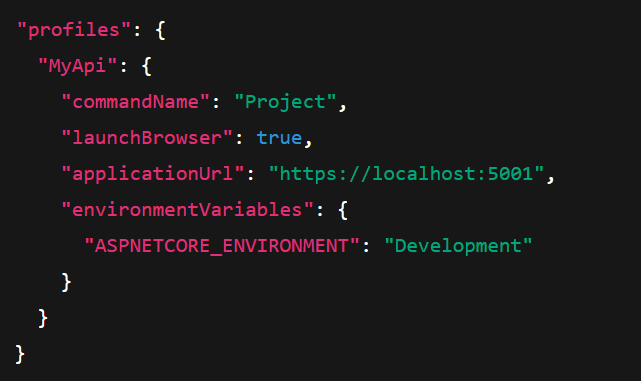 "profiles": {
  "MyApi": {
    "commandName": "Project",
    "launchBrowser": true,
    "applicationUrl": "https://localhost:5001",
    "environmentVariables": {
      "ASPNETCORE_ENVIRONMENT": "Development"
    }
  }
}